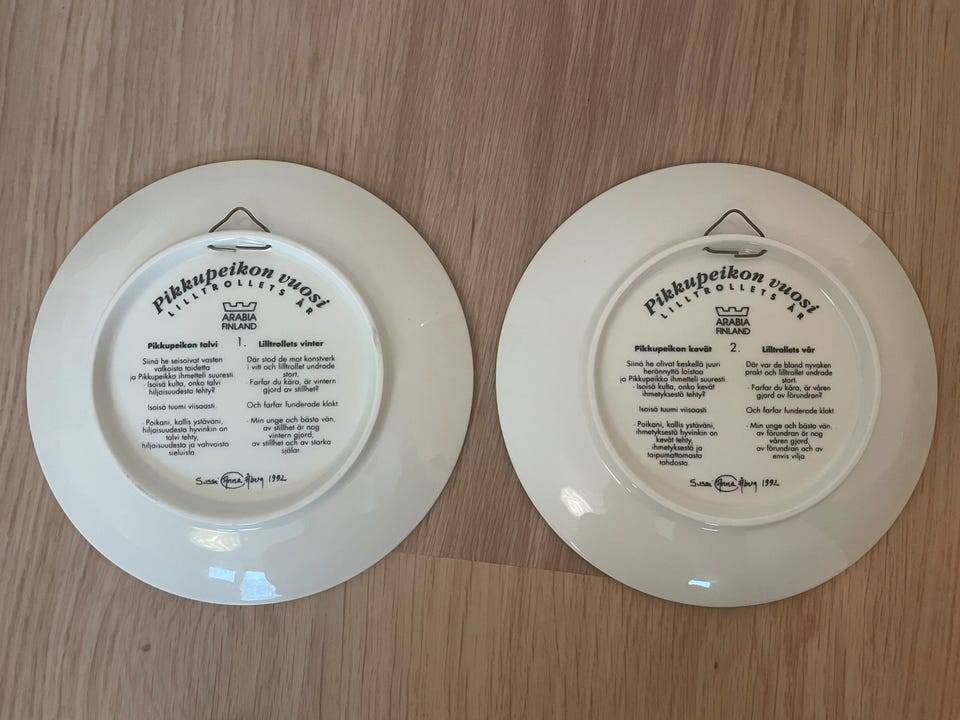 Pikkupeikon vuosi
LILLTROLLETS ÅR
ARABIA
FINLAND
1.
Pikkupeikon talvi
Siinä he seisoivat vasten
valkoista taidetta
ja Pikkupeikko ihmetteli suuresti.
- Isoisä kulta, onko talvi
hiljaisuudesta tehty?
Isoisä tuumi viisaasti
- Poikani, kallis ystäväni,
hiljaisuudesta hyvinkin on
talvi tehty,
hiljaisuudesta ja vahvoista
sieluista.
Lilltrollets vinter
Där stod de mot konstverk
i vitt och lilltrollet undrade
stort.
- Farfar du kära, är vintern
gjord av stillhet?
Och farfar funderade klokt
- Min unge och bästa vän,
av stillhet är nog
vintern gjord,
av stillhet och av starka
själar.
Sussi Anna Åberg 1992
Pikkupeikon vuosi
LILLTROLLETS ÅR
ARABIA
FINLAND
2.
Pikkupeikon kevät
Siinä he olivat keskellä juuri
herännyttä loistoa
ja Pikkupeikko ihmetteli suuresti
- Isoisä kulta, onko kevät
ihmetyksestä tehty?
Isoisä tuumi viisaasti
- Poikani, kallis ystäväni,
ihmetyksestä hyvinkin on
kevät tehty,
ihmetyksestä ja
taipumattomasta
tahdosta.
Lilltrollets vår
Där var de bland nyvaken
prakt och lilltrollet undrade
stort.
- Farfar du kära, är våren
gjord av förundran?
Och farfar funderade klokt
- Min unge och bästa vän,
av förundran är nog
våren gjord,
av förundran och av
envis vilja.
Sussi Anna Åberg 1992